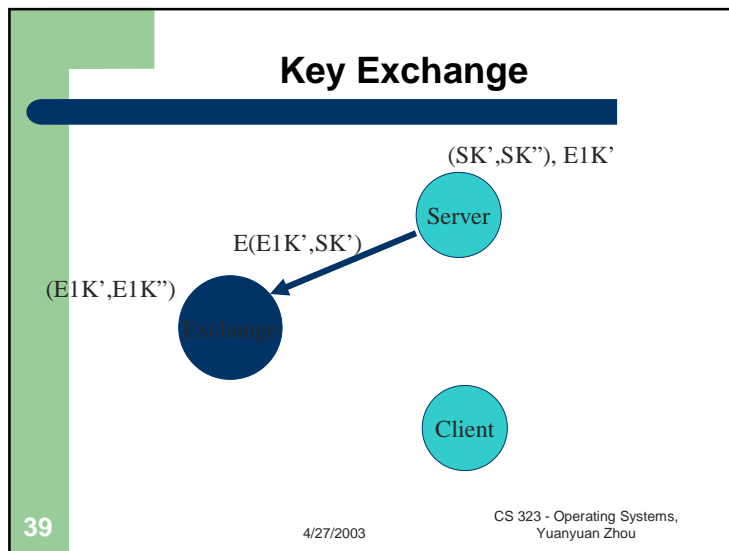 Key Exchange
(SK’,SK”), E1K’
Server
E(E1K’,SK’)
(E1K’,E1K”)
Exchange
Client
39
4/27/2003
CS 323 - Operating Systems,
Yuanyuan Zhou